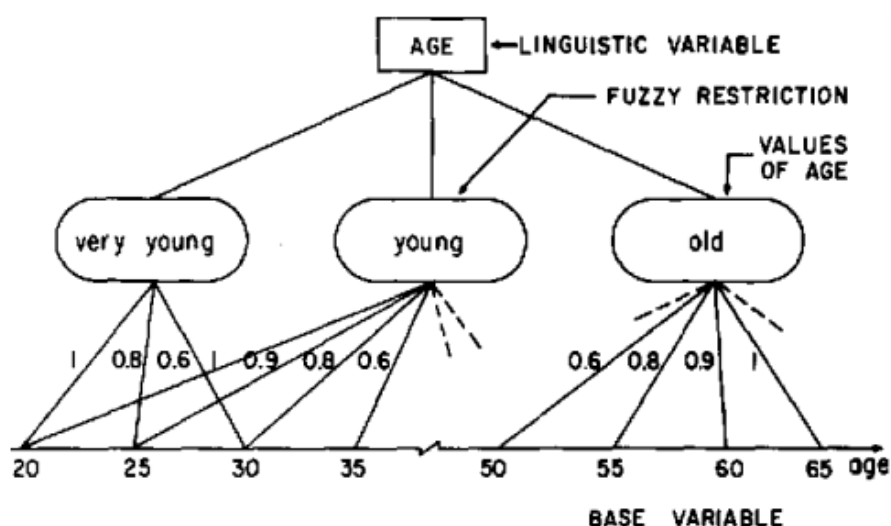 AGE
LINGUISTIC VARIABLE
FUZZY RESTRICTION
VALUES
OF AGE
very young
young
old
1 0.8 0.6 1 0.9 0.8 0.6 0.6 0.8 0.9 1
20 25 30 35 50 55 60 65 age
BASE VARIABLE